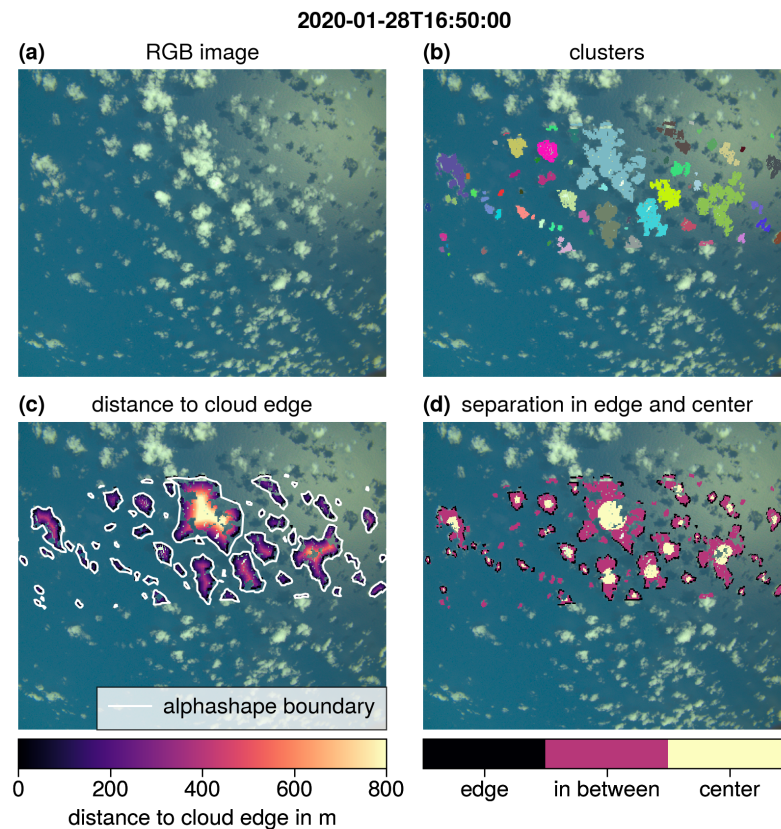 2020-01-28T16:50:00
(a) RGB image
(b) clusters
(c) distance to cloud edge
(d) separation in edge and center
alphashape boundary
0 200 400 600 800
distance to cloud edge in m
edge in between center